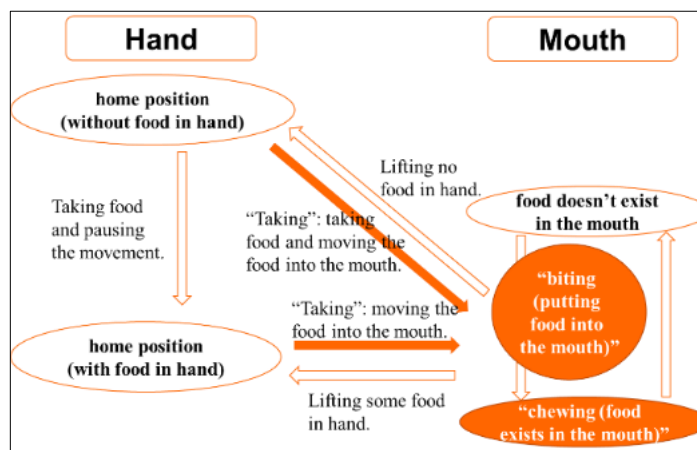 Hand
Mouth
home position
(without food in hand)
Lifting no
food in hand.
Taking food
and pausing
the movement.
“Taking”: taking
food and moving the
food into the mouth.
food doesn’t exist
in the mouth
“biting
(putting
food into
the mouth)”
“Taking”: moving the
food into the mouth.
home position
(with food in hand)
Lifting some food
in hand.
“chewing (food
exists in the mouth)”